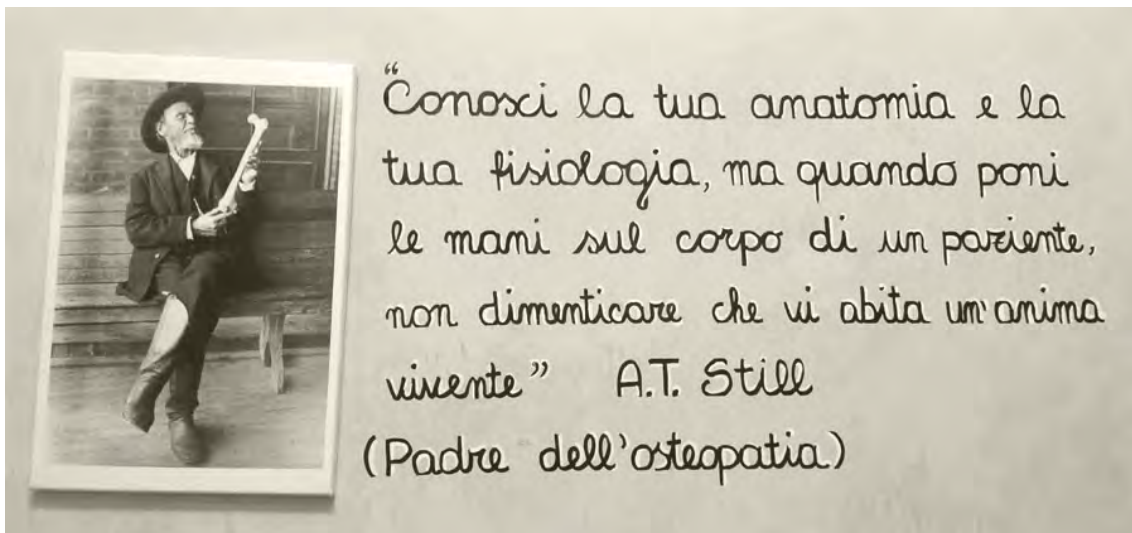 “Conosci la tua anatomia e la
tua fisiologia, ma quando poni
le mani sul corpo di un paziente,
non dimenticare che vi abita un'anima
vivente” A.T. Still
(Padre dell'osteopatia)